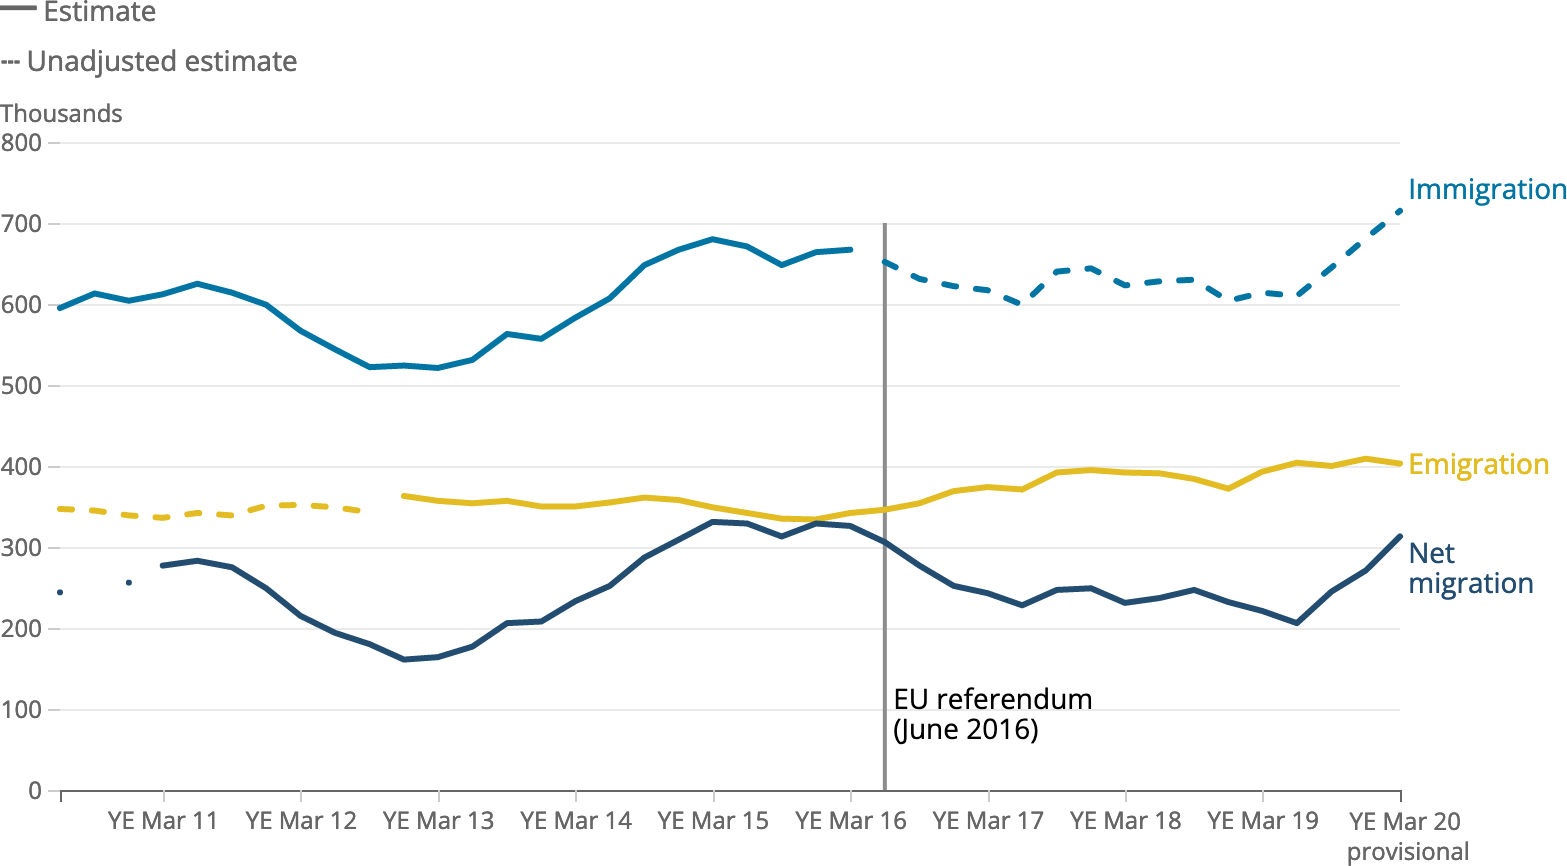 Estimate
Unadjusted estimate
Thousands
800
700
600
500
400
300
200
100
0
Immigration
Emigration
Net
migration
EU referendum
(June 2016)
YE Mar 11 YE Mar 12 YE Mar 13 YE Mar 14 YE Mar 15 YE Mar 16 YE Mar 17 YE Mar 18 YE Mar 19 YE Mar 20
provisional